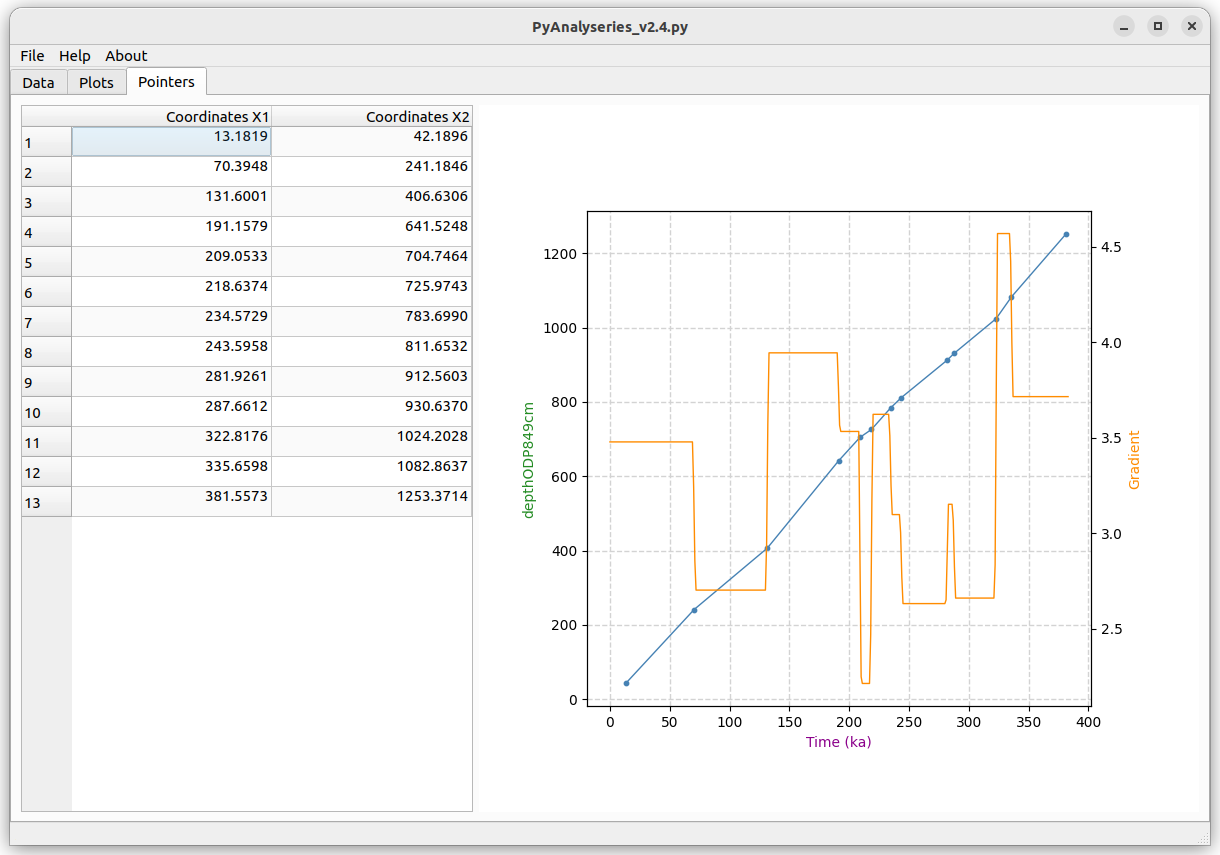 PyAnalyseries_v2.4.py
File Help About
Data Plots Pointers
Coordinates X1 Coordinates X2
1 13.1819 42.1896
2 70.3948 241.1846
3 131.6001 406.6306
4 191.1579 641.5248
5 209.0533 704.7464
6 218.6374 725.9743
7 234.5729 783.6990
8 243.5958 811.6532
9 281.9261 912.5603
10 287.6612 930.6370
11 322.8176 1024.2028
12 335.6598 1082.8637
13 381.5573 1253.3714
depthODP849cm
1200
1000
800
600
400
200
0
0 50 100 150 200 250 300 350 400
Time (ka)
4.5
4.0
3.5
3.0
2.5
Gradient